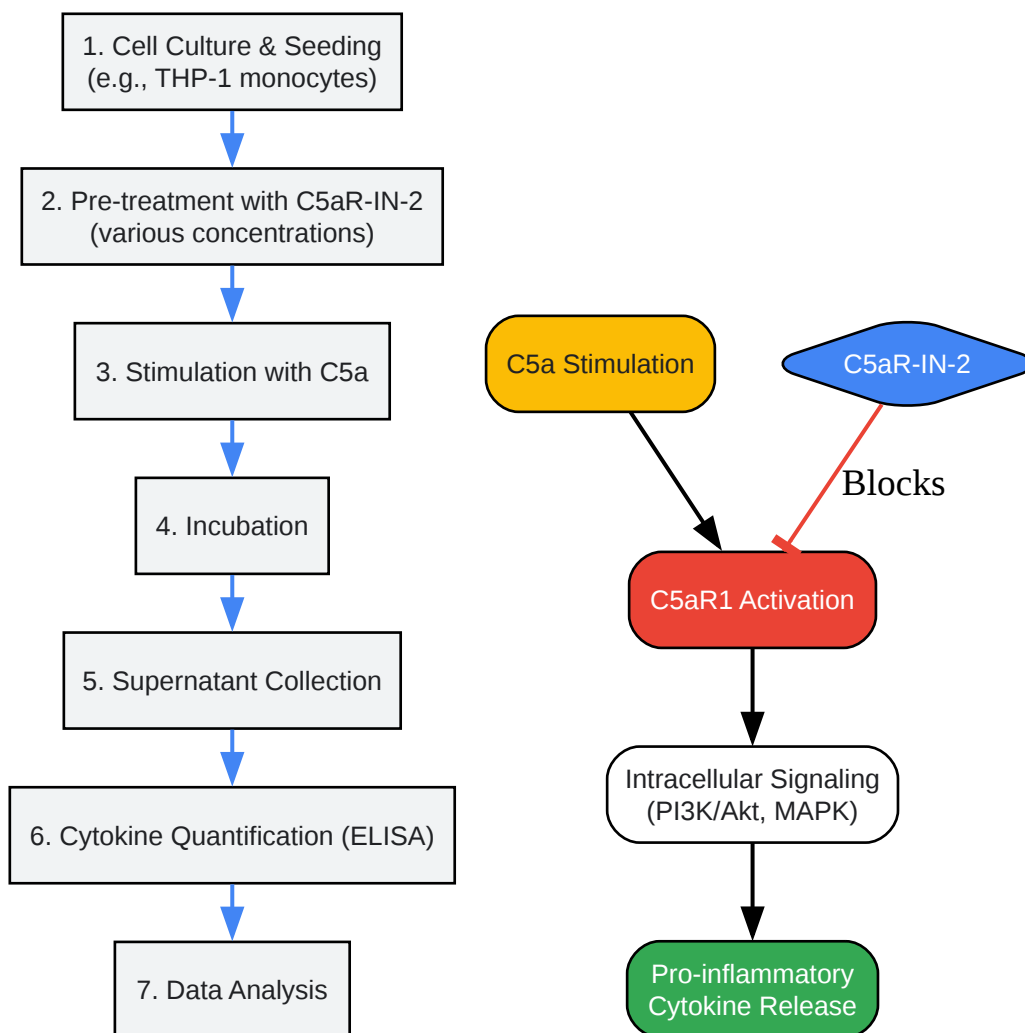 1. Cell Culture & Seeding
(e.g., THP-1 monocytes)
2. Pre-treatment with C5aR-IN-2
(various concentrations)
3. Stimulation with C5a
4. Incubation
5. Supernatant Collection
6. Cytokine Quantification (ELISA)
7. Data Analysis
C5a Stimulation
C5aR-IN-2
Blocks
C5aR1 Activation
Intracellular Signaling
(PI3K/Akt, MAPK)
Pro-inflammatory
Cytokine Release